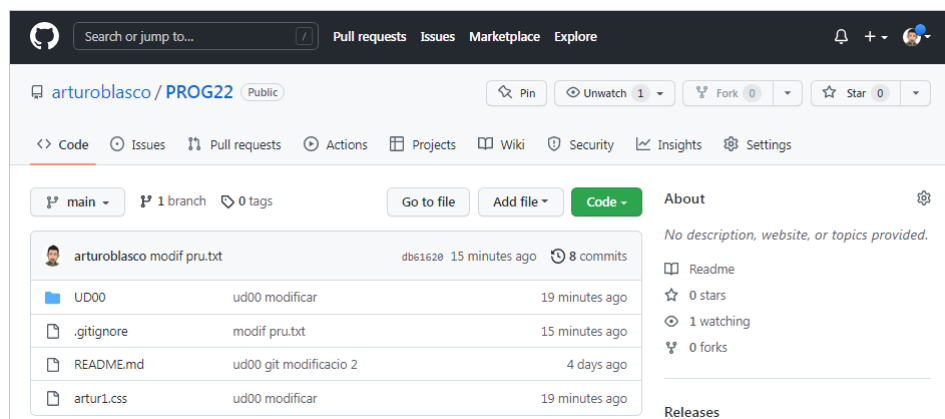 Search or jump to... / Pull requests Issues Marketplace Explore
arturoblasco / PROG22 Public Pin Unwatch 1 Fork 0 Star 0
Code Issues Pull requests Actions Projects Wiki Security Insights Settings
main 1 branch 0 tags Go to file Add file Code
arturoblasco modif pru.txt db61620 15 minutes ago 8 commits
UD00 ud00 modificar 19 minutes ago
.gitignore modif pru.txt 15 minutes ago
README.md ud00 git modificacio 2 4 days ago
artur1.css ud00 modificar 19 minutes ago
About
No description, website, or topics provided.
Readme
0 stars
1 watching
0 forks
Releases